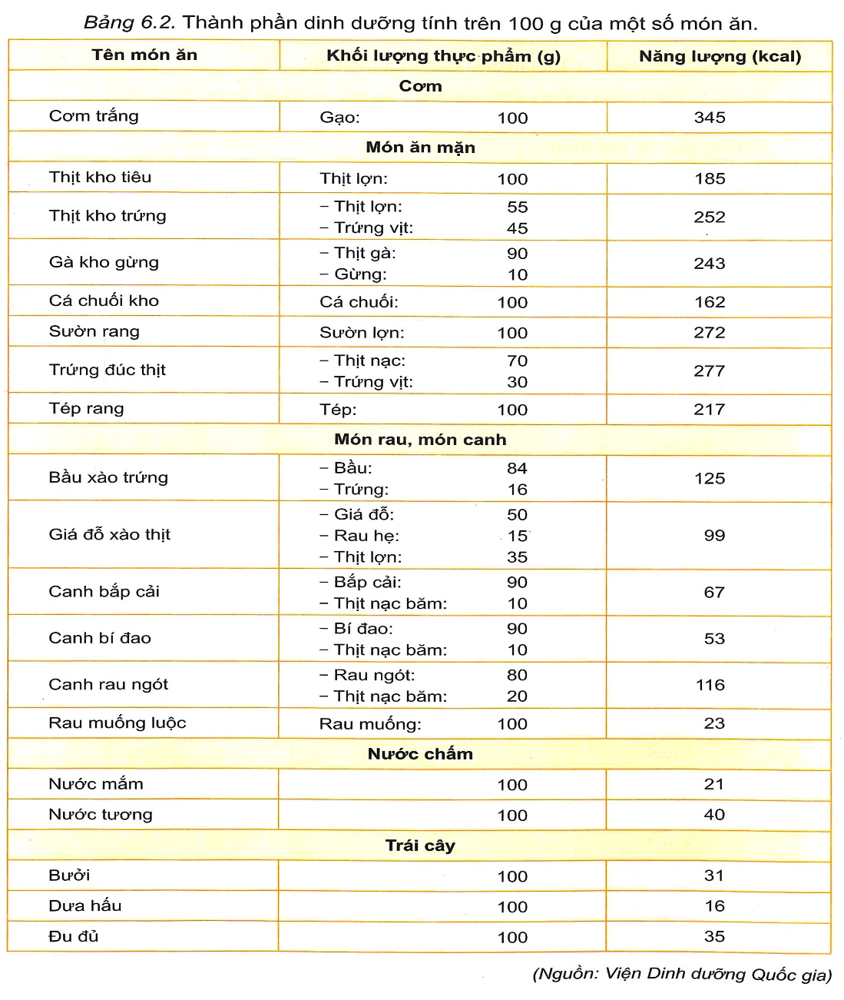 Bảng 6.2. Thành phần dinh dưỡng tính trên 100 g của một số món ăn.
Tên món ăn Khối lượng thực phẩm (g) Năng lượng (kcal)
Cơm
Cơm trắng Gạo: 100 345
Món ăn mặn
Thịt kho tiêu Thịt lợn: 100 185
Thịt kho trứng – Thịt lợn: 55 252
– Trứng vịt: 45
Gà kho gừng – Thịt gà: 90 243
– Gừng: 10
Cá chuối kho Cá chuối: 100 162
Sườn rang Sườn lợn: 100 272
Trứng đúc thịt – Thịt nạc: 70 277
– Trứng vịt: 30
Tép rang Tép: 100 217
Món rau, món canh
Bầu xào trứng – Bầu: 84 125
– Trứng: 16
Giá đỗ xào thịt – Giá đỗ: 50 99
– Rau hẹ: 15
– Thịt lợn: 35
Canh bắp cải – Bắp cải: 90 67
– Thịt nạc băm: 10
Canh bí đao – Bí đao: 90 53
– Thịt nạc băm: 10
Canh rau ngót – Rau ngót: 80 116
– Thịt nạc băm: 20
Rau muống luộc Rau muống: 100 23
Nước chấm
Nước mắm 100 21
Nước tương 100 40
Trái cây
Bưởi 100 31
Dưa hấu 100 16
Đu đủ 100 35
(Nguồn: Viện Dinh dưỡng Quốc gia)